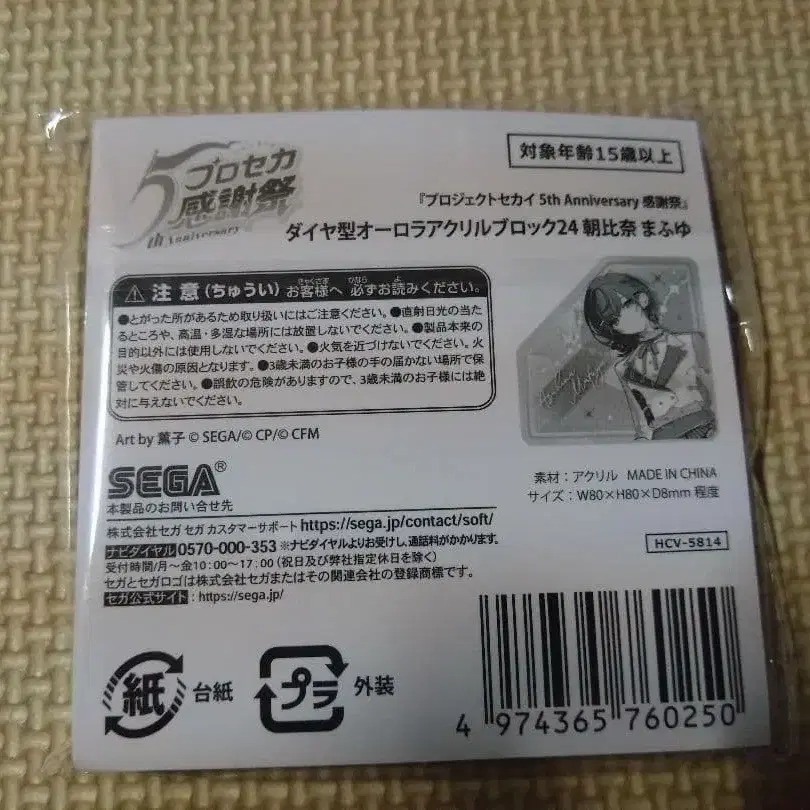 5th Anniversary
プロセカ
感謝祭
対象年齢15歳以上
『プロジェクトセカイ 5th Anniversary 感謝祭』
ダイヤ型オーロラアクリルブロック24 朝比奈 まふゆ
注意(ちゅうい) お客様へ 必ずお読みください。
きゃくさま かなら よ
●とがった所があるため取り扱いにはご注意ください。●直射日光の当た
るところや、高温・多湿な場所には放置しないでください。●製品本来の
目的以外には使用しないでください。●火気を近づけないでください。火
災や火傷の原因となります。●3歳未満のお子様の手の届かない場所で保
管してください。●誤飲の危険がありますので、3歳未満のお子様には絶
対に与えないでください。
Art by 薫子 © SEGA/© CP/© CFM
SEGA®
本製品のお問い合せ先
株式会社セガ セガ カスタマーサポート https://sega.jp/contact/soft/
ナビダイヤル 0570-000-353 ※ナビダイヤルよりお受けし、通話料がかかります。
受付時間/月～金10:00～17:00(祝日及び弊社指定休日を除く)
セガとセガロゴは株式会社セガまたはその関連会社の登録商標です。
セガ公式サイト:https://sega.jp/
素材:アクリル MADE IN CHINA
サイズ:W80×H80×D8mm 程度
HCV-5814
紙 台紙
プラ 外装
4 974365 760250